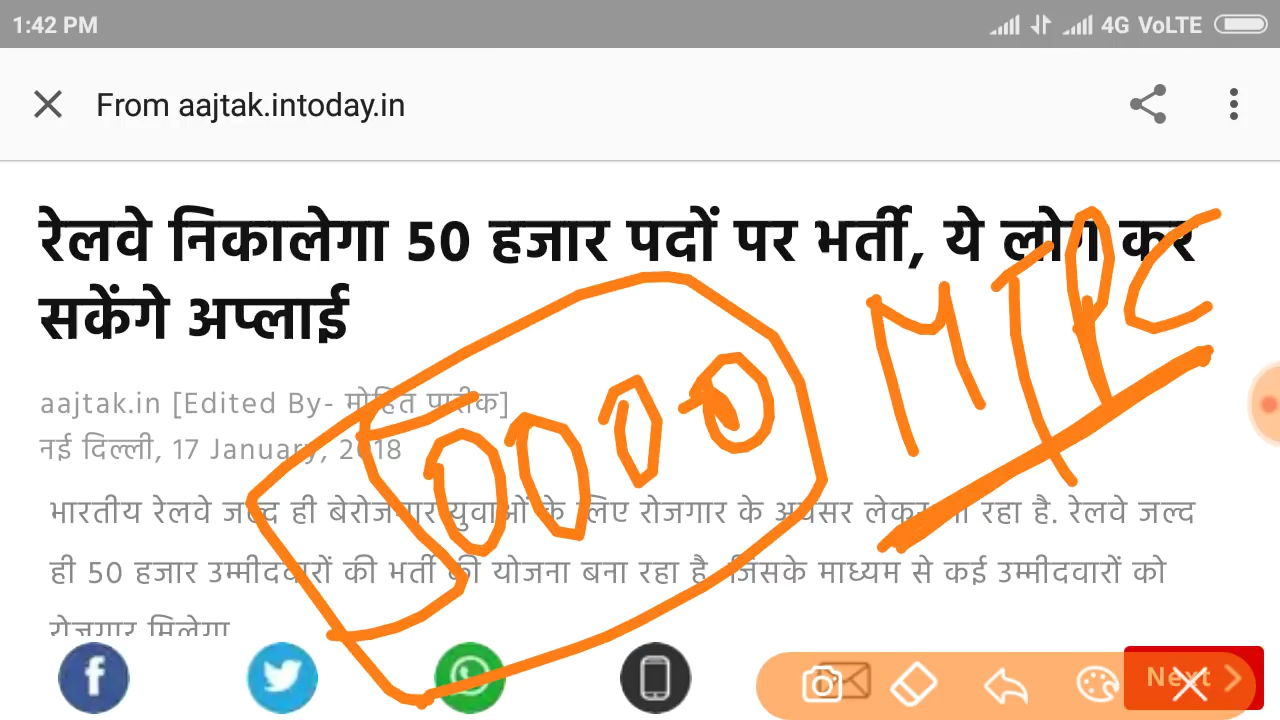 1:42 PM 4G VoLTE
From aajtak.intoday.in
रेलवे निकालेगा 50 हजार पदों पर भर्ती, ये लोग कर
सकेंगे अप्लाई
aajtak.in [Edited By- मोहित पारीक]
नई दिल्ली, 17 January, 2018
भारतीय रेलवे जल्द ही बेरोजगार युवाओं के लिए रोजगार के अवसर लेकर आ रहा है. रेलवे जल्द
ही 50 हजार उम्मीदवारों की भर्ती की योजना बना रहा है, जिसके माध्यम से कई उम्मीदवारों को
रोजगार मिलेगा
50000 NTPC
Next